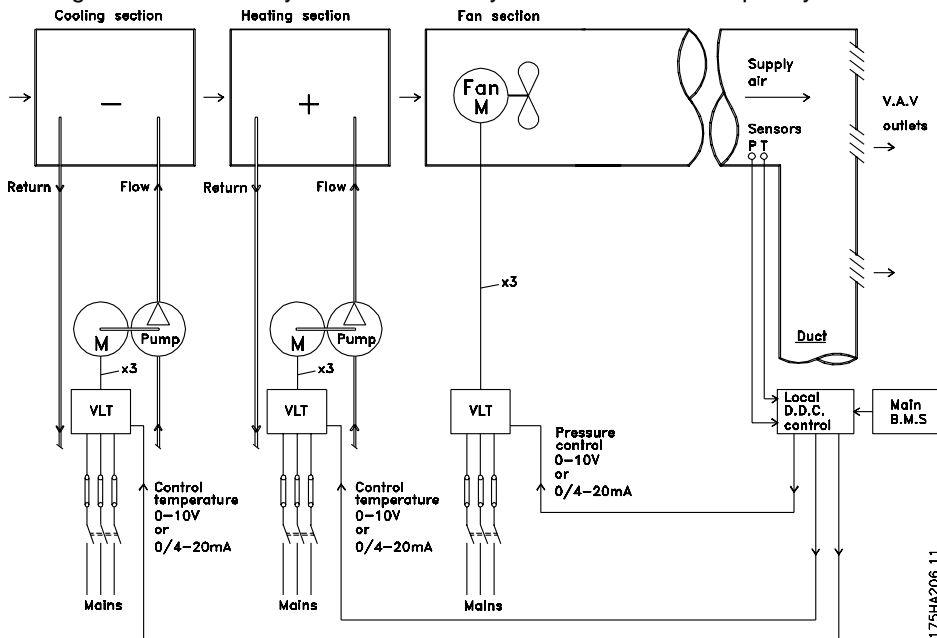 Cooling section
Heating section
Fan section
−
+
Fan
M
Supply
air
Sensors
P T
V.A.V
outlets
Return
Flow
Return
Flow
x3
M
Pump
M
Pump
x3
x3
Duct
VLT
VLT
VLT
Local
D.D.C.
control
Main
B.M.S
Pressure
control
0-10V
or
0/4-20mA
Control
temperature
0-10V
or
0/4-20mA
Control
temperature
0-10V
or
0/4-20mA
Mains
Mains
Mains
175HA206.11